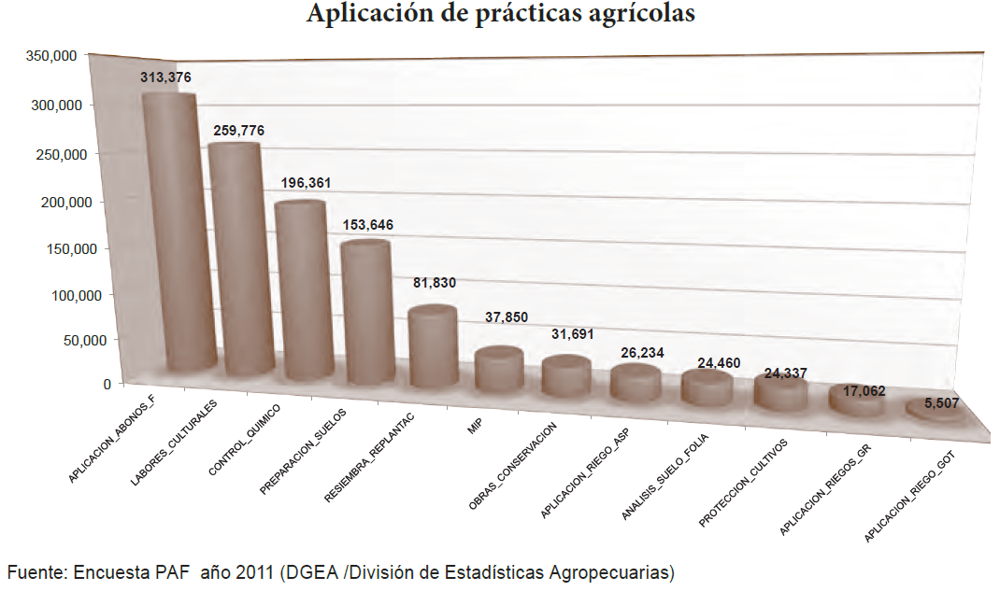 Aplicación de prácticas agrícolas
350,000
300,000
250,000
200,000
150,000
100,000
50,000
0
313,376
259,776
196,361
153,646
81,830
37,850
31,691
26,234
24,460
24,337
17,062
5,507
APLICACION_ABONOS_F
LABORES_CULTURALES
CONTROL_QUIMICO
PREPARACION_SUELOS
RESIEMBRA_REPLANTAC
MIP
OBRAS_CONSERVACION
APLICACION_RIEGO_ASP
ANALISIS_SUELO_FOLIA
PROTECCION_CULTIVOS
APLICACION_RIEGOS_GR
APLICACION_RIEGO_GOT
Fuente: Encuesta PAF año 2011 (DGEA /División de Estadísticas Agropecuarias)